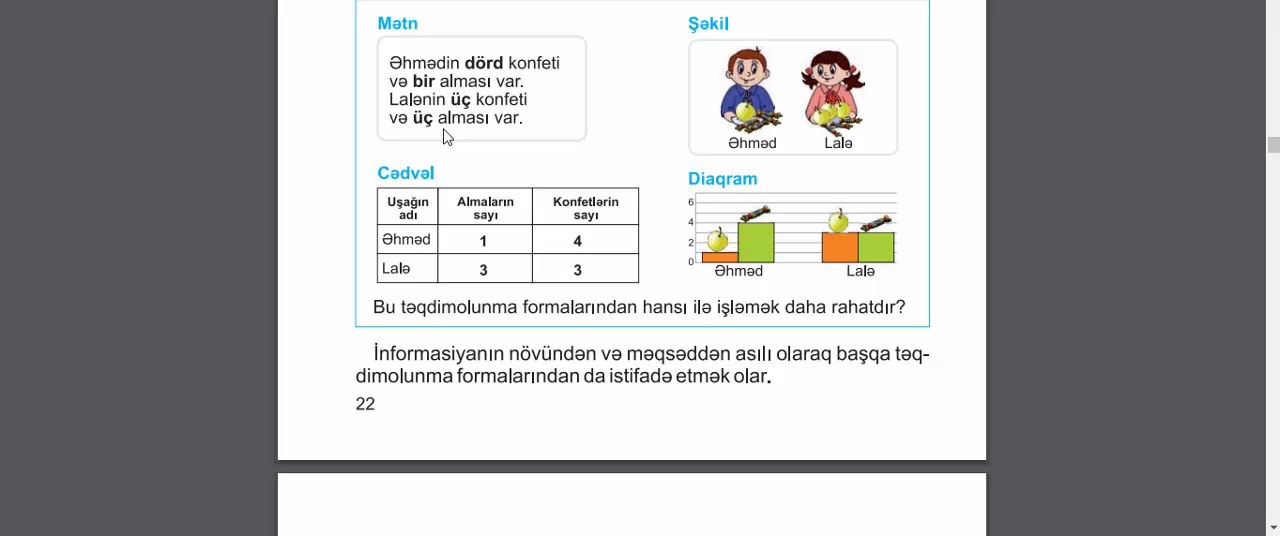 Mətn
Əhmədin dörd konfeti
və bir alması var.
Lalənin üç konfeti
və üç alması var.
Şəkil
Əhməd
Lalə
Cədvəl
Uşağın adı
Almaların sayı
Konfetlərin sayı
Əhməd 1 4
Lalə 3 3
Diaqram
6
4
2
0
Əhməd
Lalə
Bu təqdimolunma formalarından hansı ilə işləmək daha rahatdır?
İnformasiyanın növündən və məqsəddən asılı olaraq başqa təq-
dimolunma formalarından da istifadə etmək olar.
22